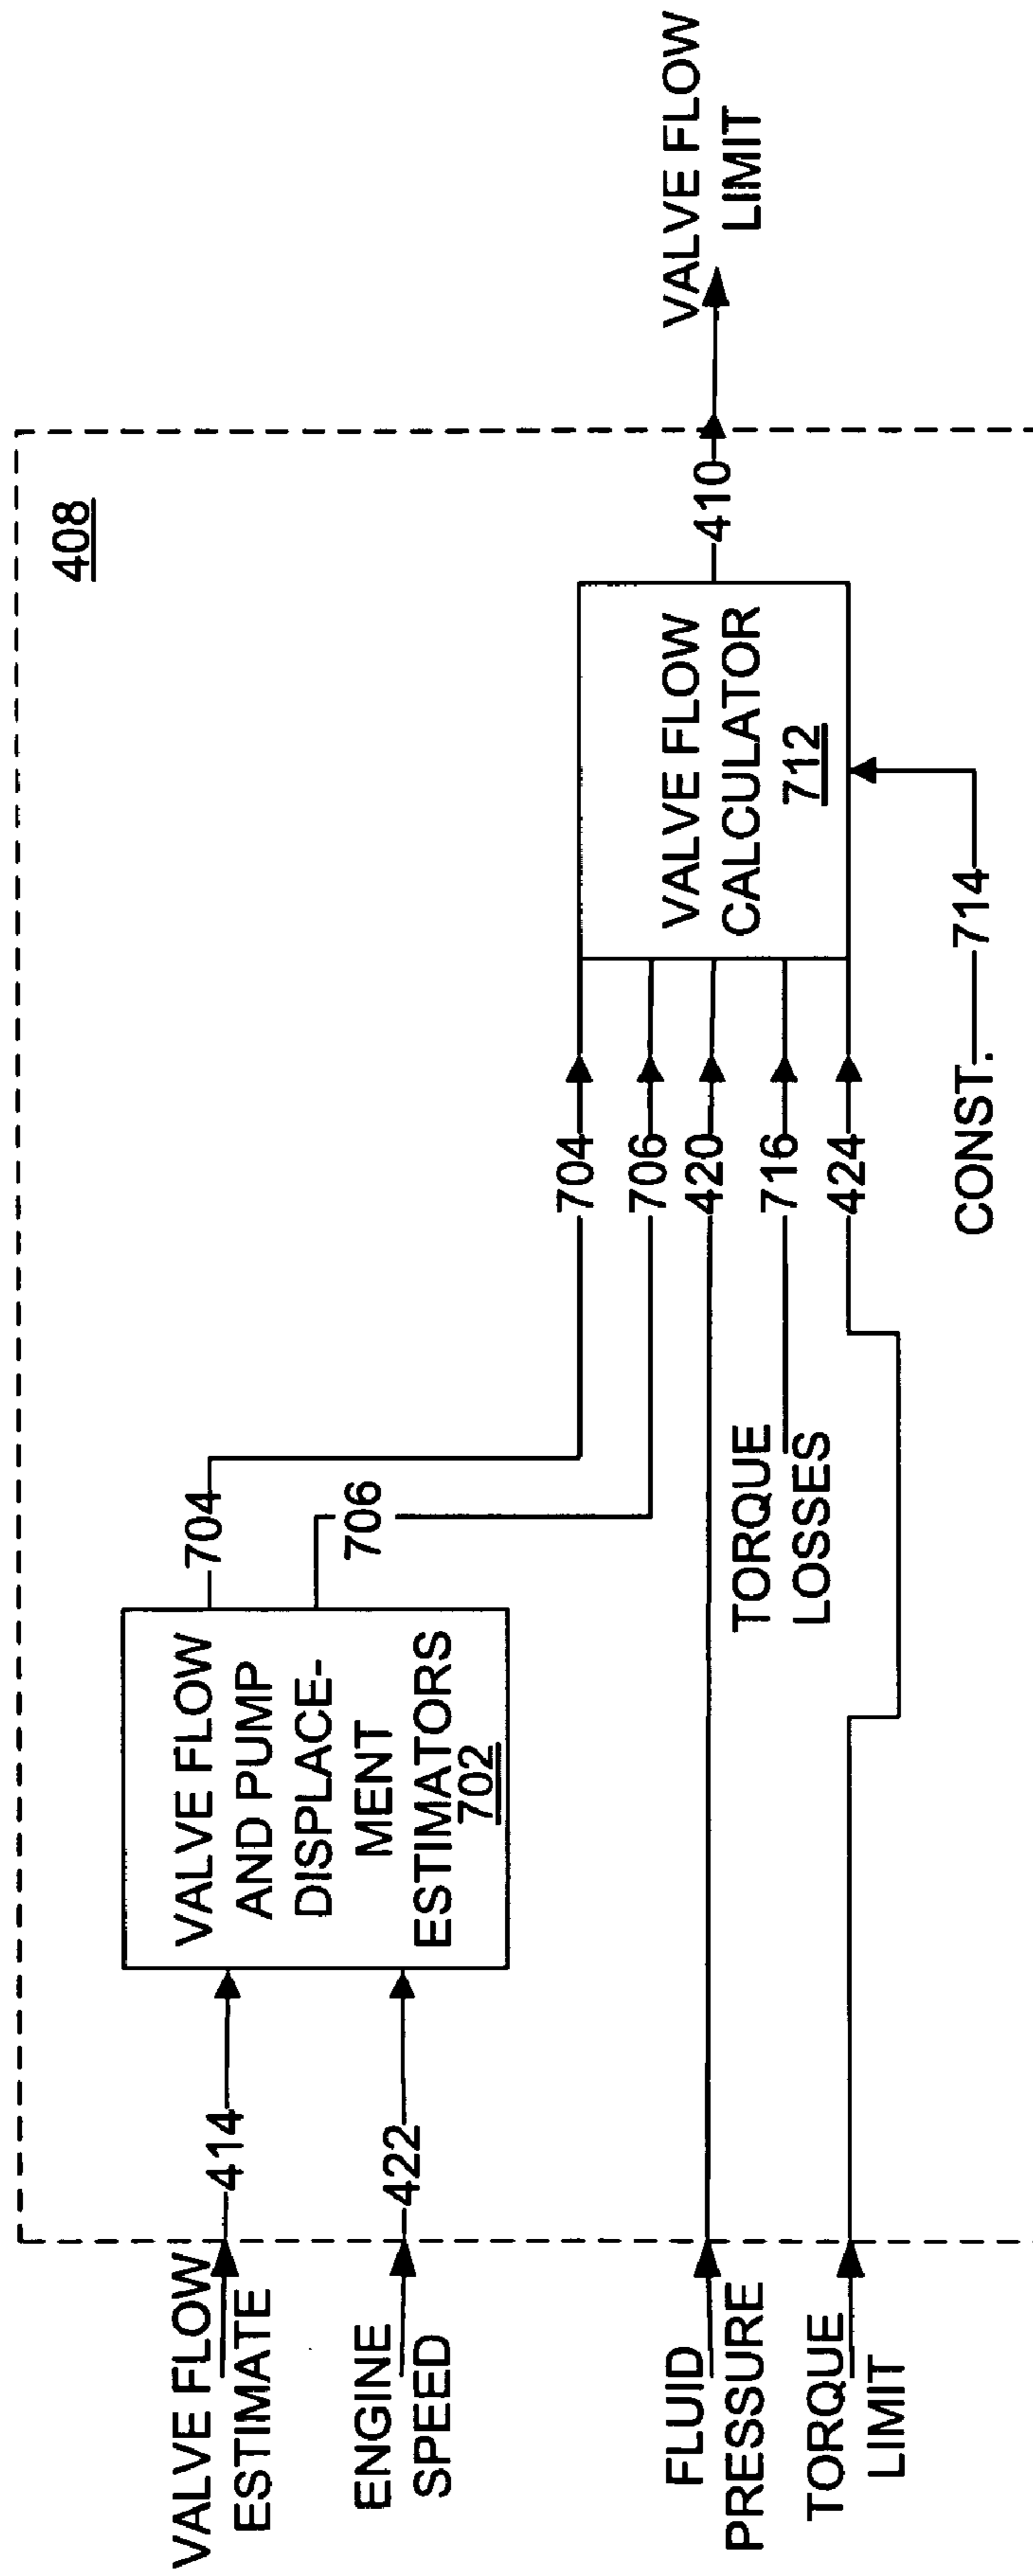 408
VALVE FLOW
ESTIMATE
414
ENGINE
SPEED
422
VALVE FLOW
AND PUMP
DISPLACE-
MENT
ESTIMATORS
702
704
706
FLUID
PRESSURE
TORQUE
LIMIT
TORQUE
LOSSES
704
706
420
716
424
CONST.
714
VALVE FLOW
CALCULATOR
712
410
VALVE FLOW
LIMIT